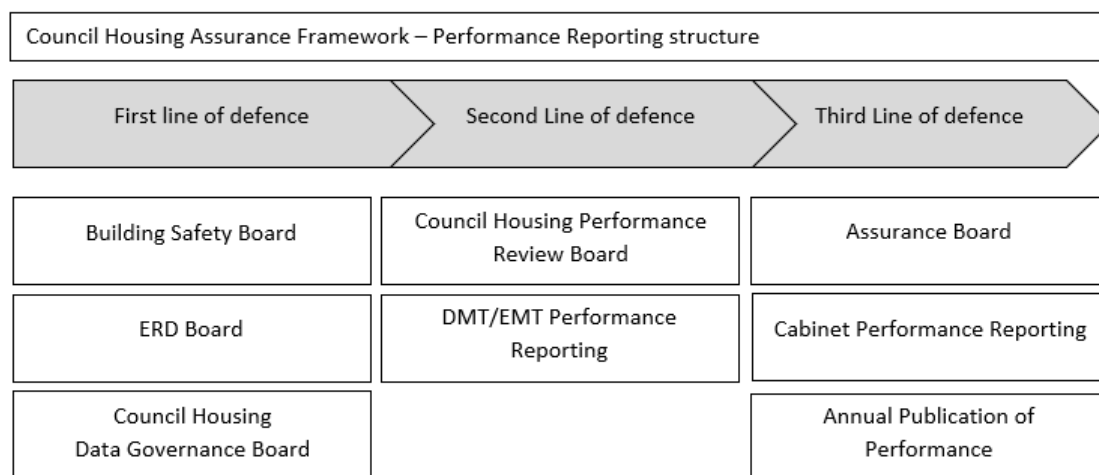 Council Housing Assurance Framework – Performance Reporting structure
First line of defence
Second Line of defence
Third Line of defence
Building Safety Board
Council Housing Performance
Review Board
Assurance Board
ERD Board
DMT/EMT Performance
Reporting
Cabinet Performance Reporting
Council Housing
Data Governance Board
Annual Publication of
Performance